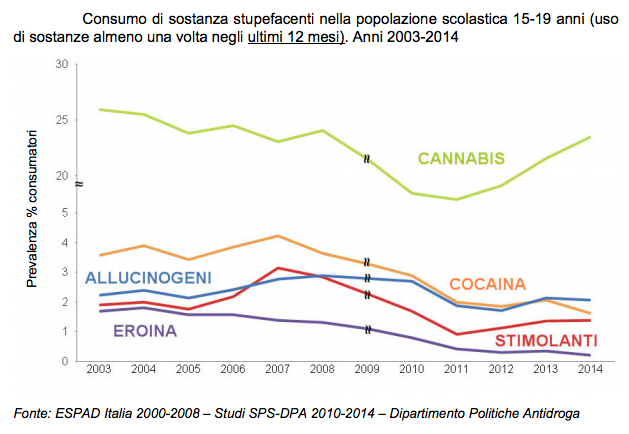 Consumo di sostanza stupefacenti nella popolazione scolastica 15-19 anni (uso
di sostanze almeno una volta negli ultimi 12 mesi). Anni 2003-2014
Prevalenza % consumatori
30
25
20
5
4
3
2
1
0
CANNABIS
ALLUCINOGENI
COCAINA
EROINA
STIMOLANTI
2003 2004 2005 2006 2007 2008 2009 2010 2011 2012 2013 2014
Fonte: ESPAD Italia 2000-2008 – Studi SPS-DPA 2010-2014 – Dipartimento Politiche Antidroga